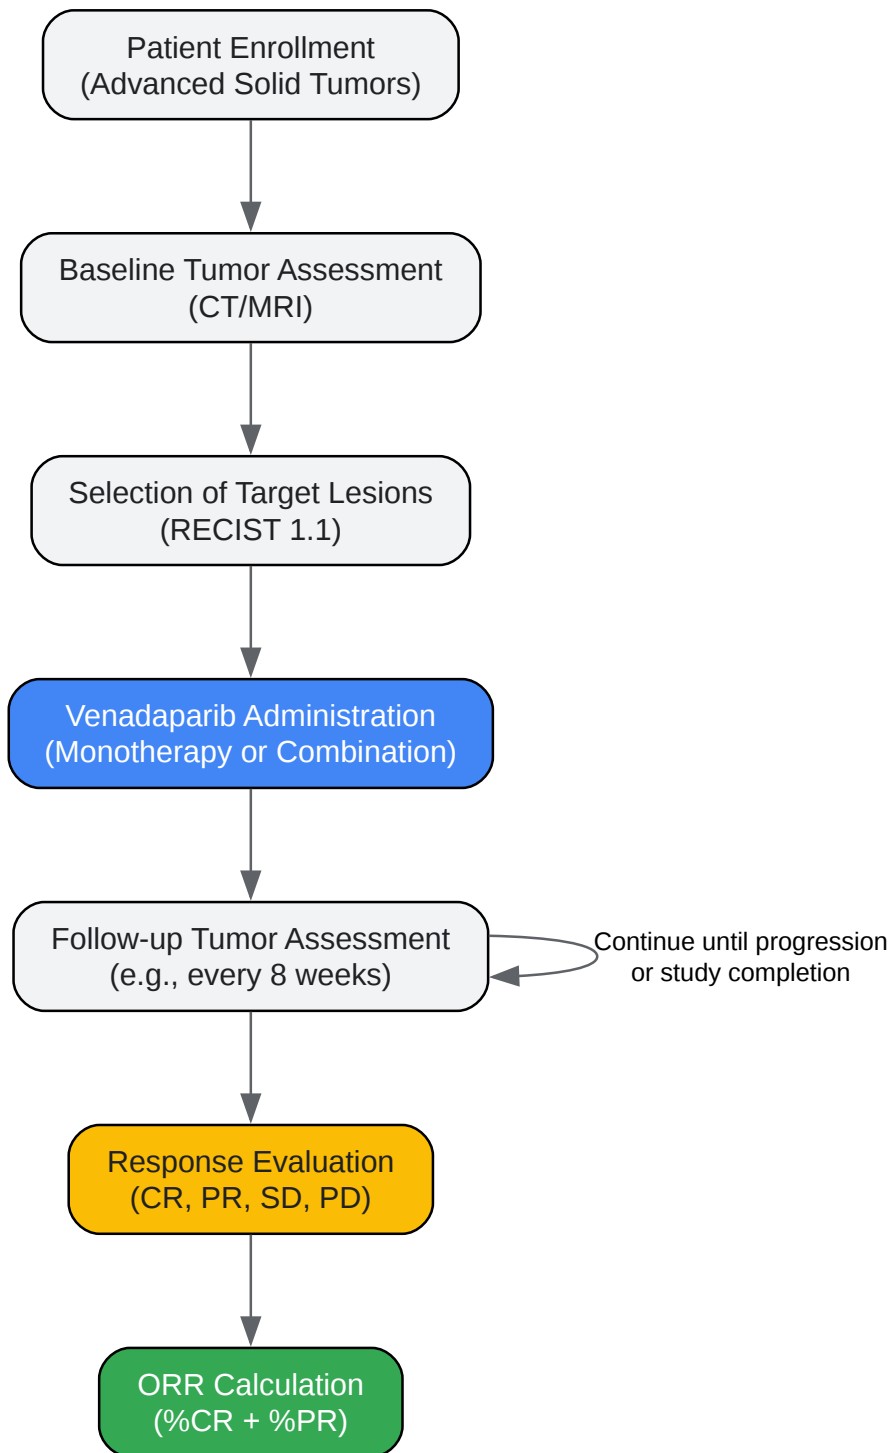 Patient Enrollment
(Advanced Solid Tumors)
Baseline Tumor Assessment
(CT/MRI)
Selection of Target Lesions
(RECIST 1.1)
Venadaparib Administration
(Monotherapy or Combination)
Follow-up Tumor Assessment
(e.g., every 8 weeks)
Continue until progression
or study completion
Response Evaluation
(CR, PR, SD, PD)
ORR Calculation
(%CR + %PR)